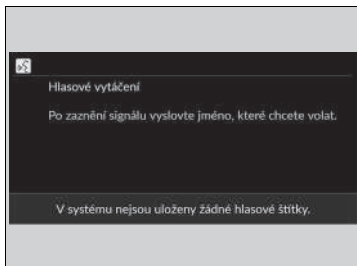 Hlasové vytáčení
Po zaznění signálu vyslovte jméno, které chcete volat.
V systému nejsou uloženy žádné hlasové štítky.